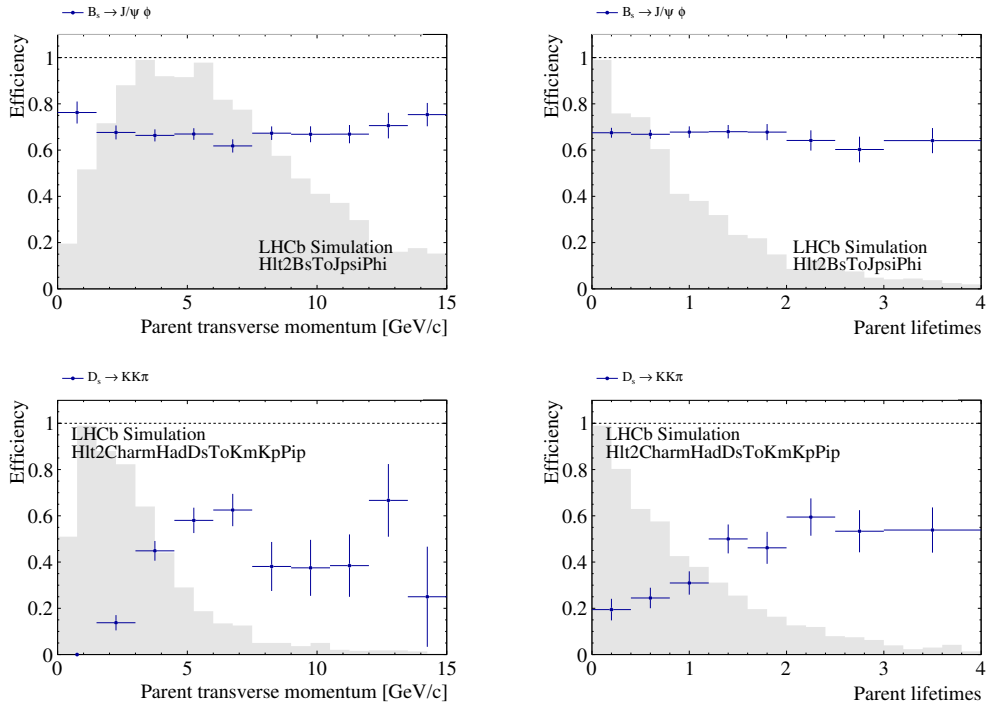 B_s → J/ψ ϕ
Efficiency
1
0.8
0.6
0.4
0.2
0
LHCb Simulation
Hlt2BsToJpsiPhi
0 5 10 15
Parent transverse momentum [GeV/c]
B_s → J/ψ ϕ
Efficiency
1
0.8
0.6
0.4
0.2
0
LHCb Simulation
Hlt2BsToJpsiPhi
0 1 2 3 4
Parent lifetimes
D_s → KKπ
Efficiency
1
0.8
0.6
0.4
0.2
0
LHCb Simulation
Hlt2CharmHadDsToKmKpPip
0 5 10 15
Parent transverse momentum [GeV/c]
D_s → KKπ
Efficiency
1
0.8
0.6
0.4
0.2
0
LHCb Simulation
Hlt2CharmHadDsToKmKpPip
0 1 2 3 4
Parent lifetimes